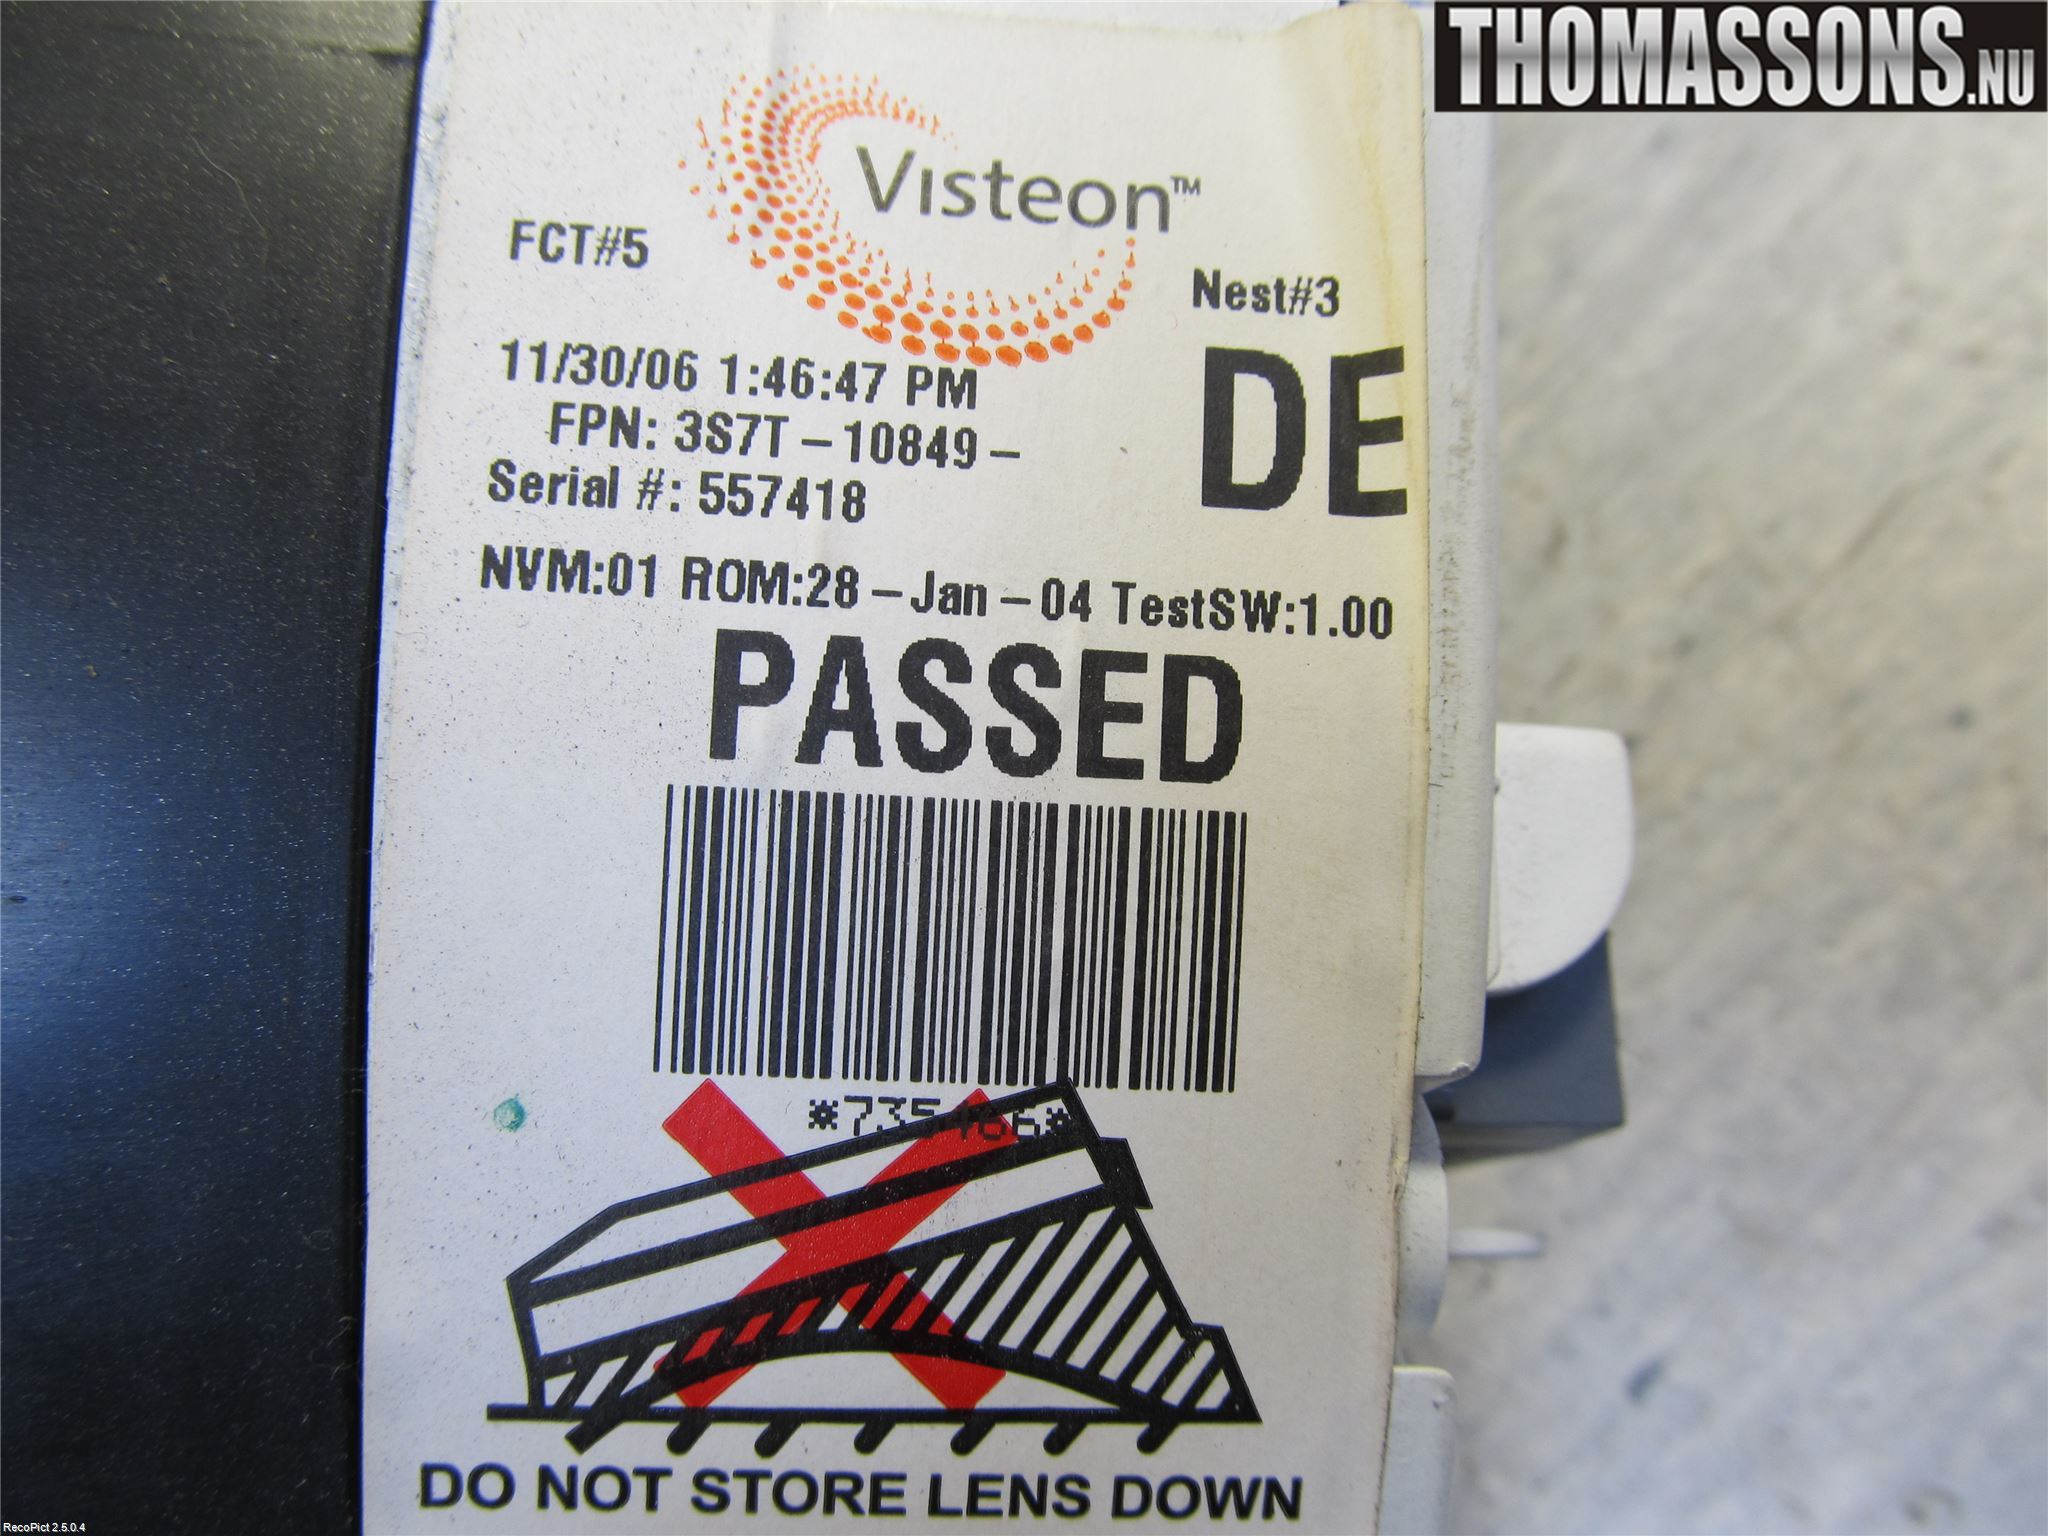 THOMASSONS.NU
Visteon™
FCT#5
Nest#3
11/30/06 1:46:47 PM
DE
FPN: 3S7T-10849-
Serial #: 557418
NVM:01 ROM:28-Jan-04 TestSW:1.00
PASSED
*735466*
DO NOT STORE LENS DOWN
RecoPict 2.5.0.4